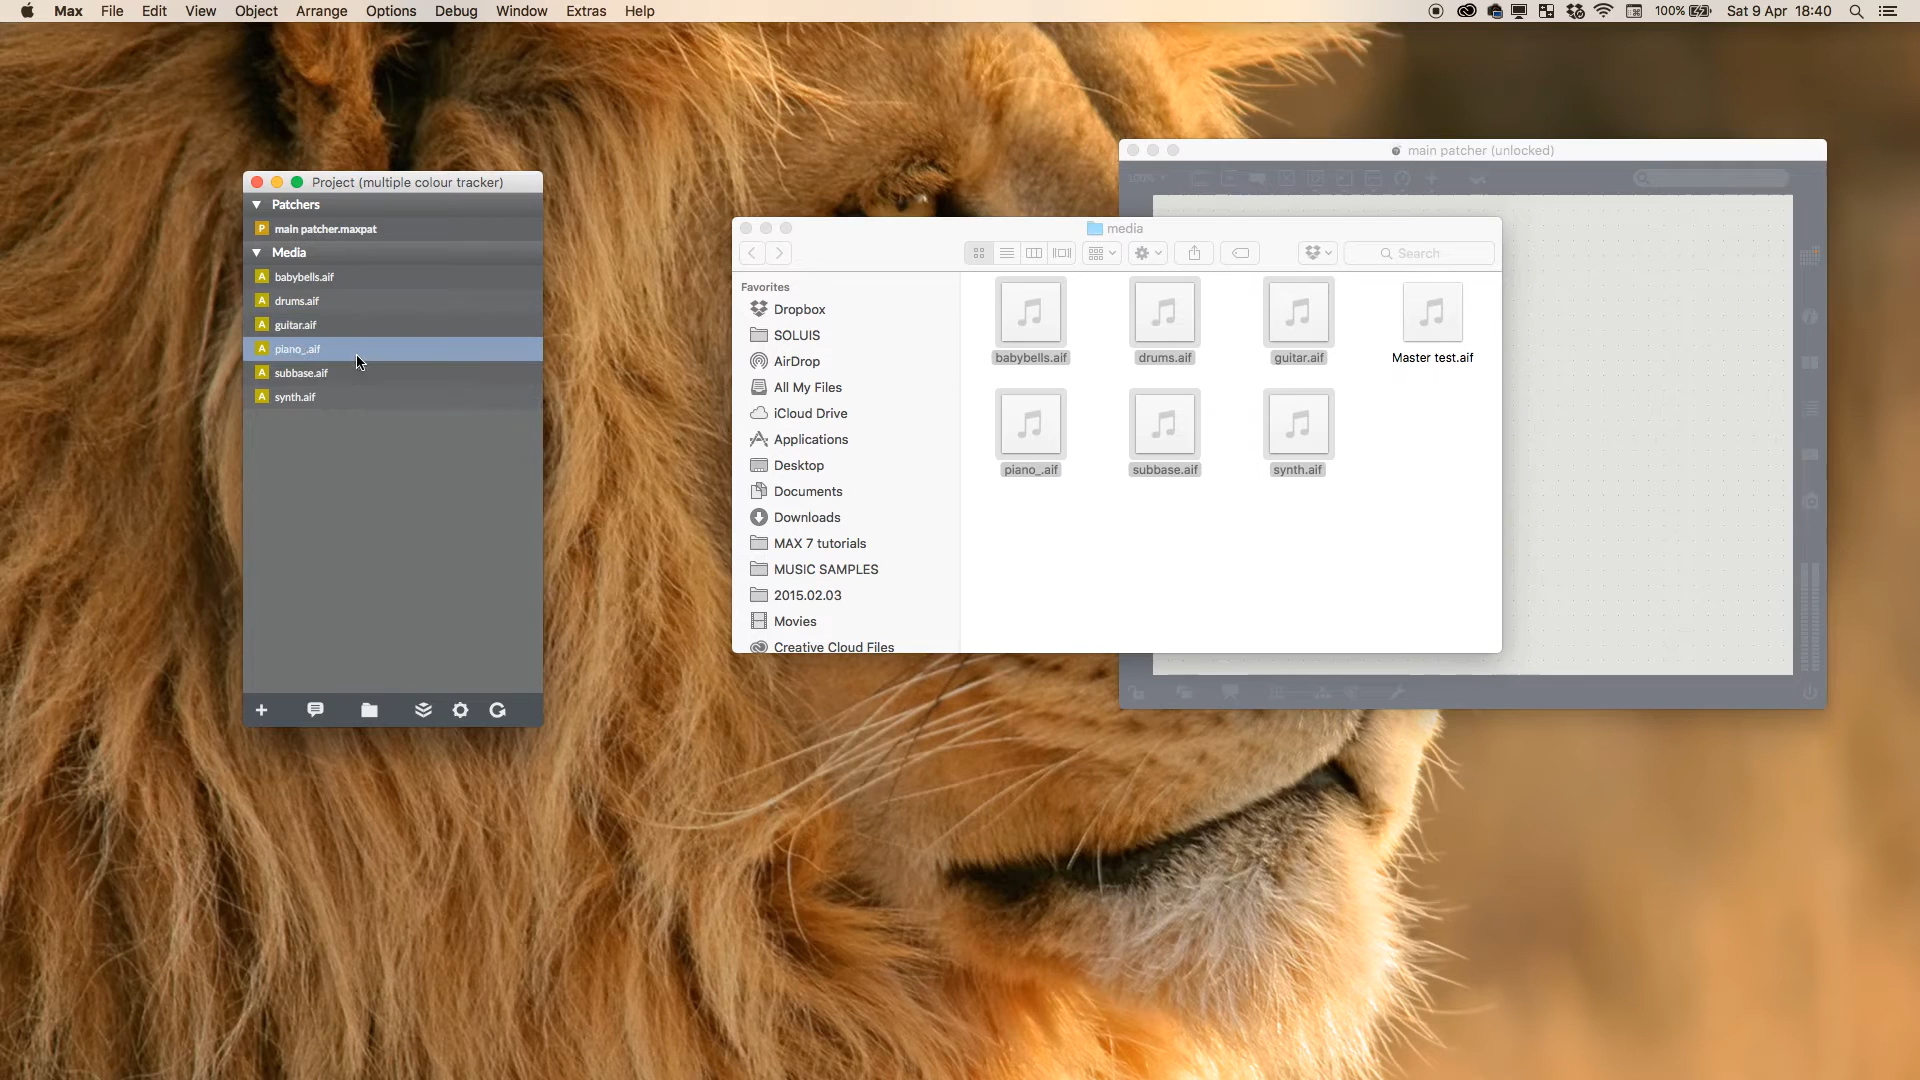 Max File Edit View Object Arrange Options Debug Window Extras Help
100% Sat 9 Apr 18:40
main patcher (unlocked)
100%
Project (multiple colour tracker)
Patchers
P main patcher.maxpat
Media
A babybells.aif
A drums.aif
A guitar.aif
A piano_.aif
A subbase.aif
A synth.aif
media
Search
Favorites
Dropbox
SOLUIS
AirDrop
All My Files
iCloud Drive
Applications
Desktop
Documents
Downloads
MAX 7 tutorials
MUSIC SAMPLES
2015.02.03
Movies
Creative Cloud Files
babybells.aif drums.aif guitar.aif Master test.aif
piano_.aif subbase.aif synth.aif